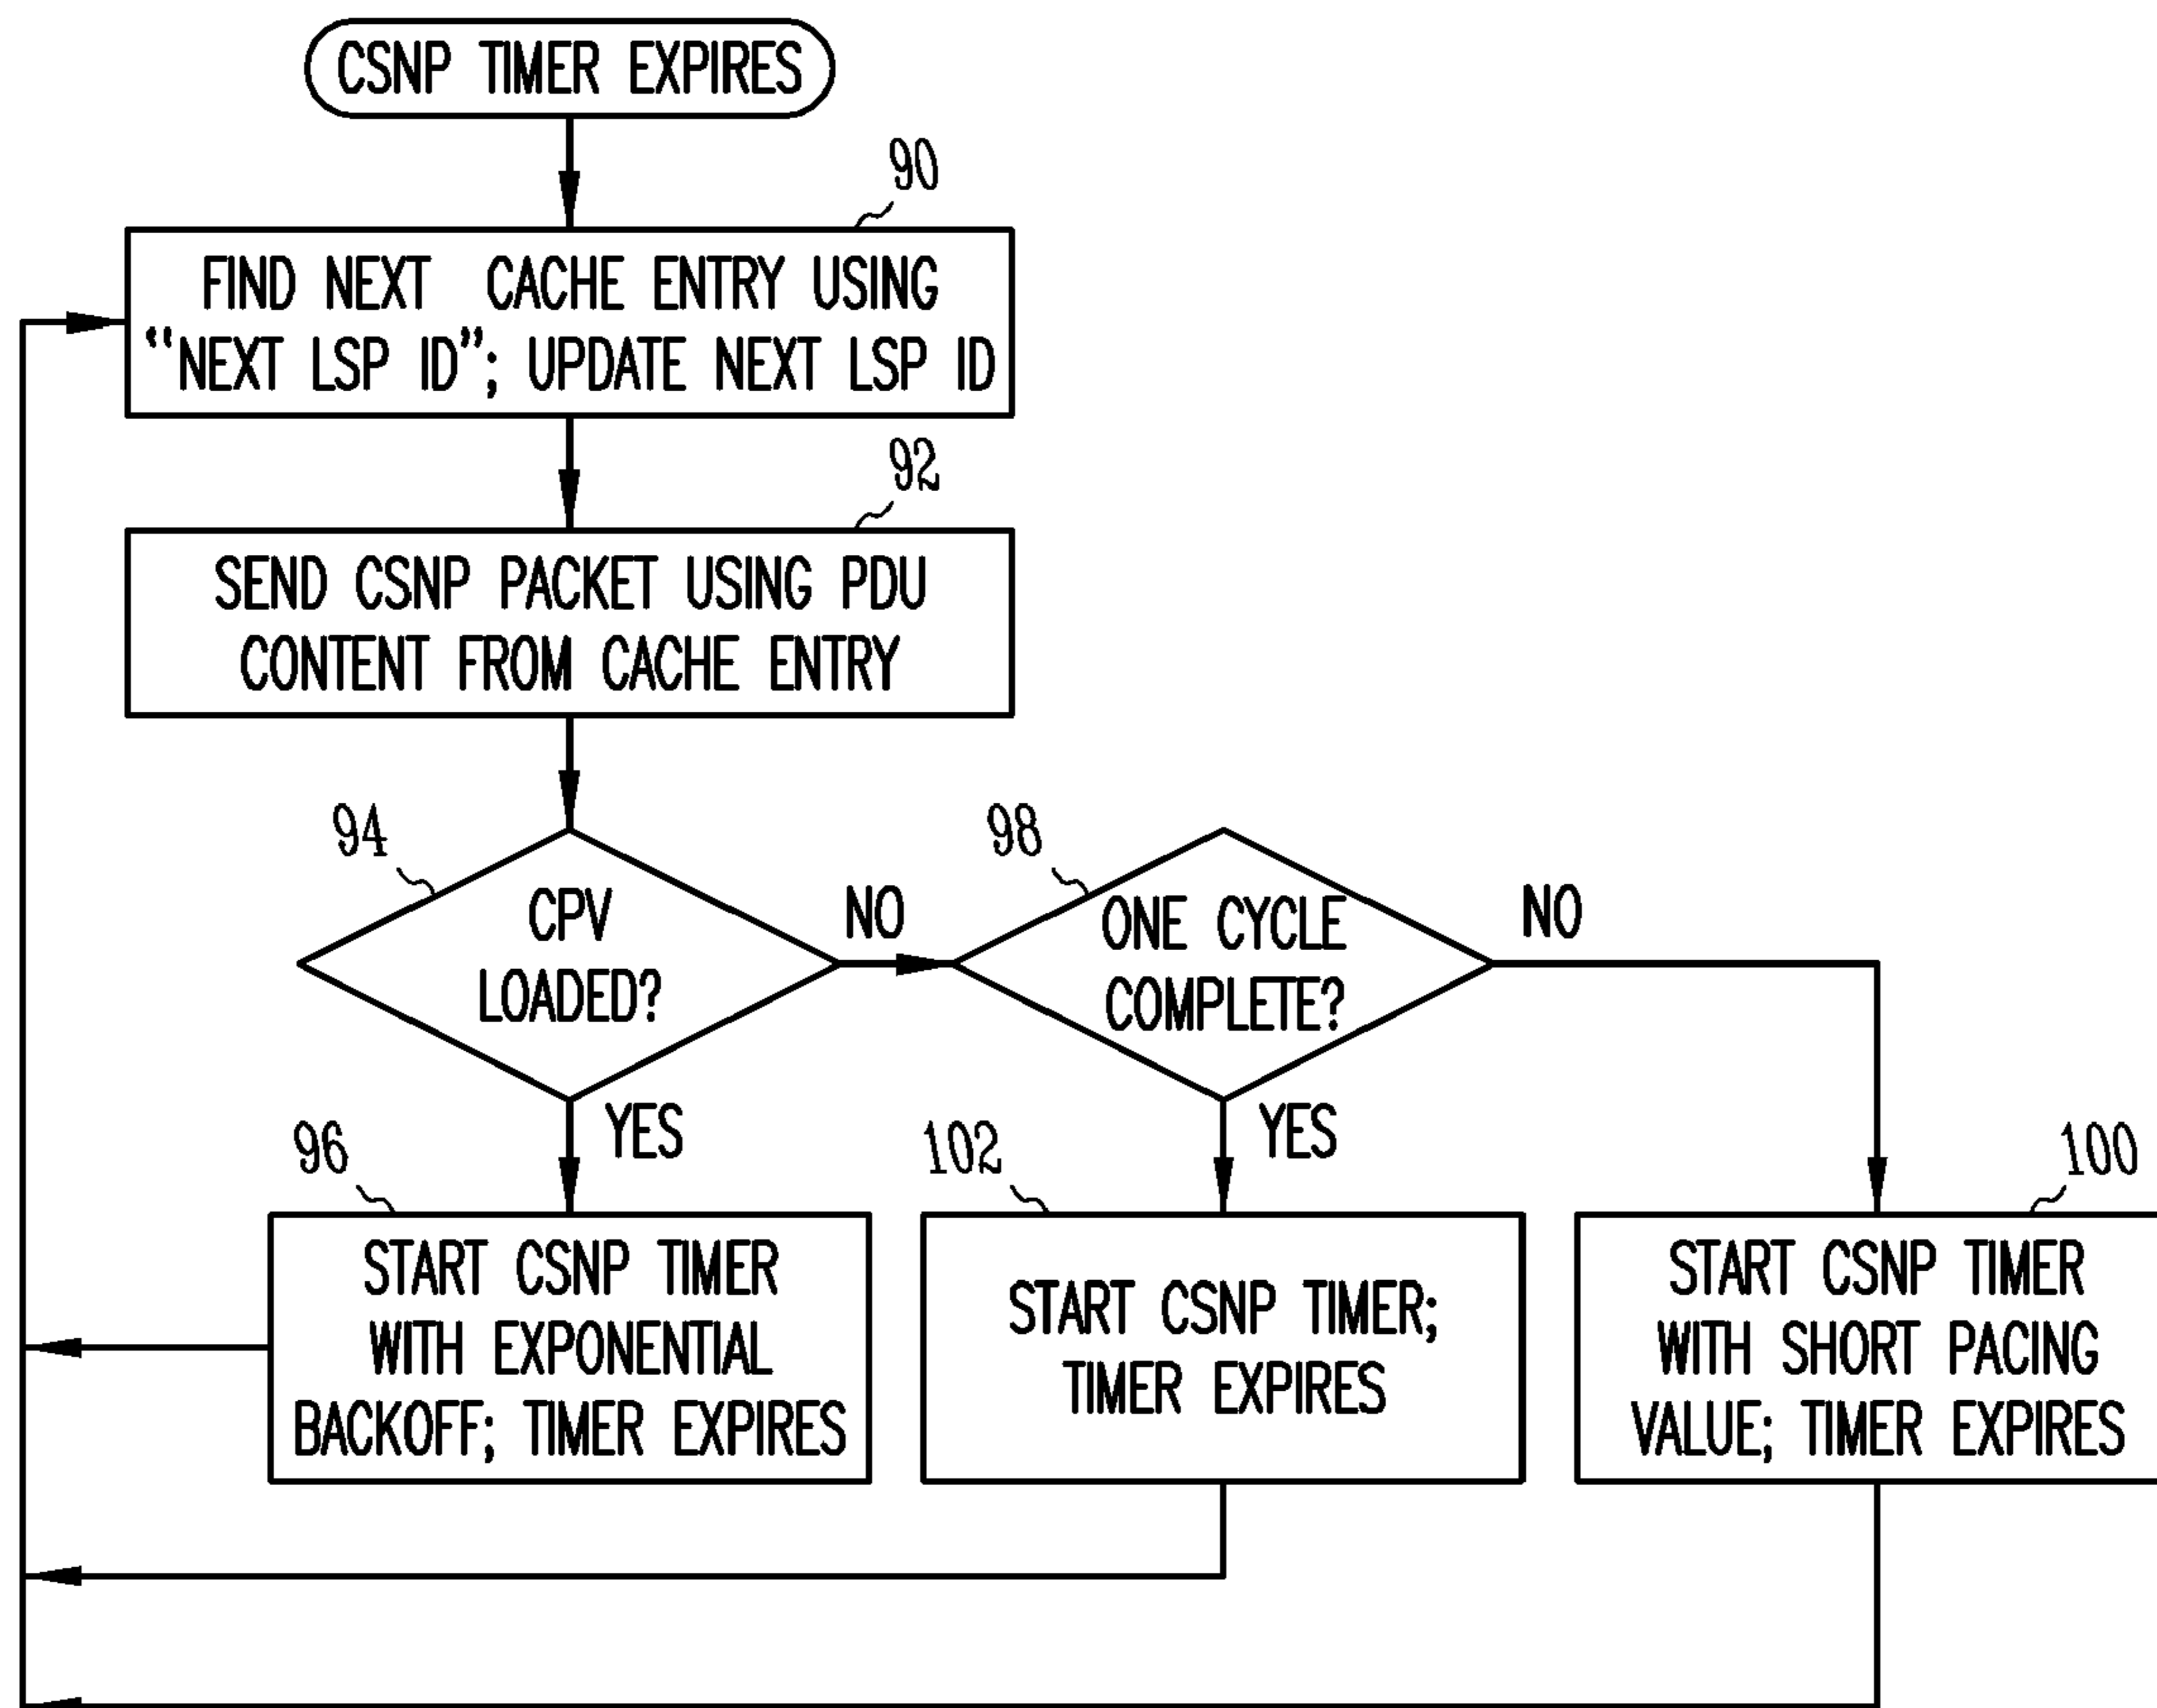 CSNP TIMER EXPIRES
90
FIND NEXT CACHE ENTRY USING
“NEXT LSP ID”; UPDATE NEXT LSP ID
92
SEND CSNP PACKET USING PDU
CONTENT FROM CACHE ENTRY
94
CPV
LOADED?
NO
98
ONE CYCLE
COMPLETE?
NO
YES
YES
96
START CSNP TIMER
WITH EXPONENTIAL
BACKOFF; TIMER EXPIRES
102
START CSNP TIMER;
TIMER EXPIRES
100
START CSNP TIMER
WITH SHORT PACING
VALUE; TIMER EXPIRES